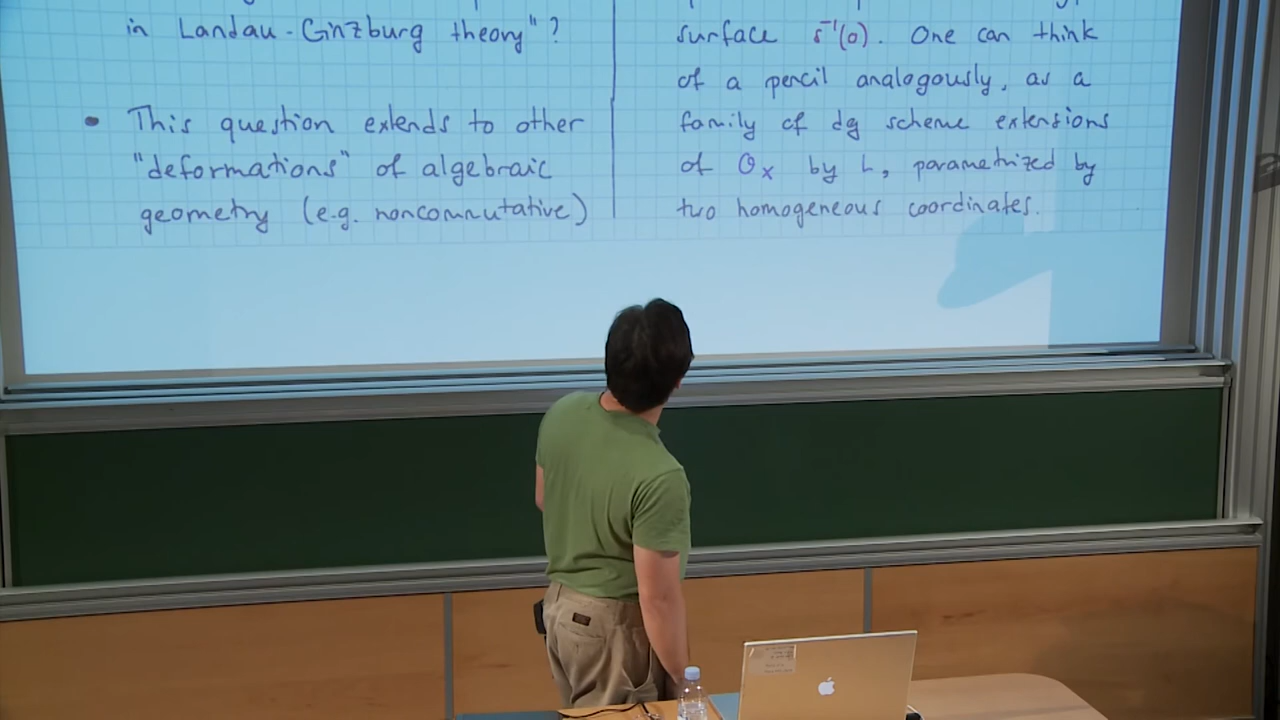 in Landau-Ginzburg theory"?
• This question extends to other
"deformations" of algebraic
geometry (e.g. noncommutative)
surface s⁻¹(0). One can think
of a pencil analogously, as a
family of dg scheme extensions
of O_X by L, parametrized by
two homogeneous coordinates.